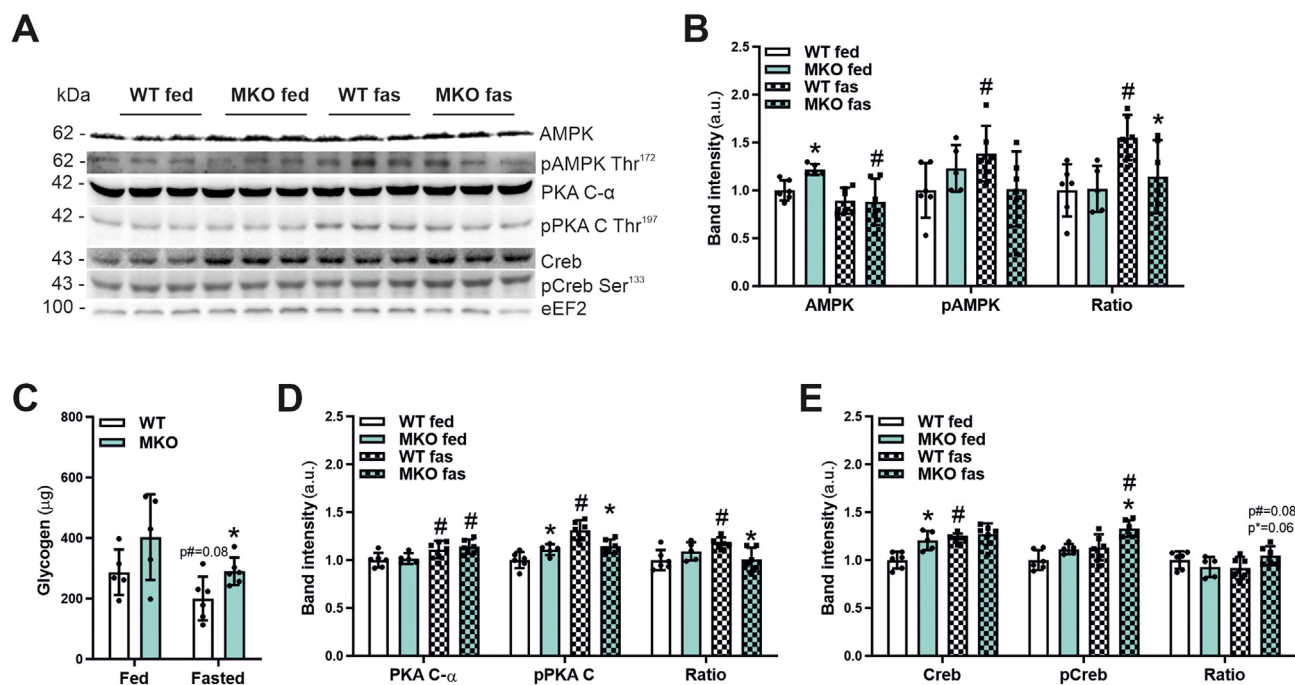 A
kDa
WT fed MKO fed WT fas MKO fas
62 - AMPK
62 - pAMPK Thr172
42 - PKA C-α
42 - pPKA C Thr197
43 - Creb
43 - pCreb Ser133
100 - eEF2
B
WT fed
MKO fed
WT fas
MKO fas
Band intensity (a.u.)
2.5
2.0
1.5
1.0
0.5
0.0
* # # # *
AMPK pAMPK Ratio
C
WT
MKO
Glycogen (µg)
800
600
400
200
0
p#=0.08 *
Fed Fasted
D
WT fed
MKO fed
WT fas
MKO fas
Band intensity (a.u.)
2.5
2.0
1.5
1.0
0.5
0.0
# # * # * # *
PKA C-α pPKA C Ratio
E
WT fed
MKO fed
WT fas
MKO fas
Band intensity (a.u.)
2.5
2.0
1.5
1.0
0.5
0.0
* # #
*
p#=0.08
p*=0.06
Creb pCreb Ratio